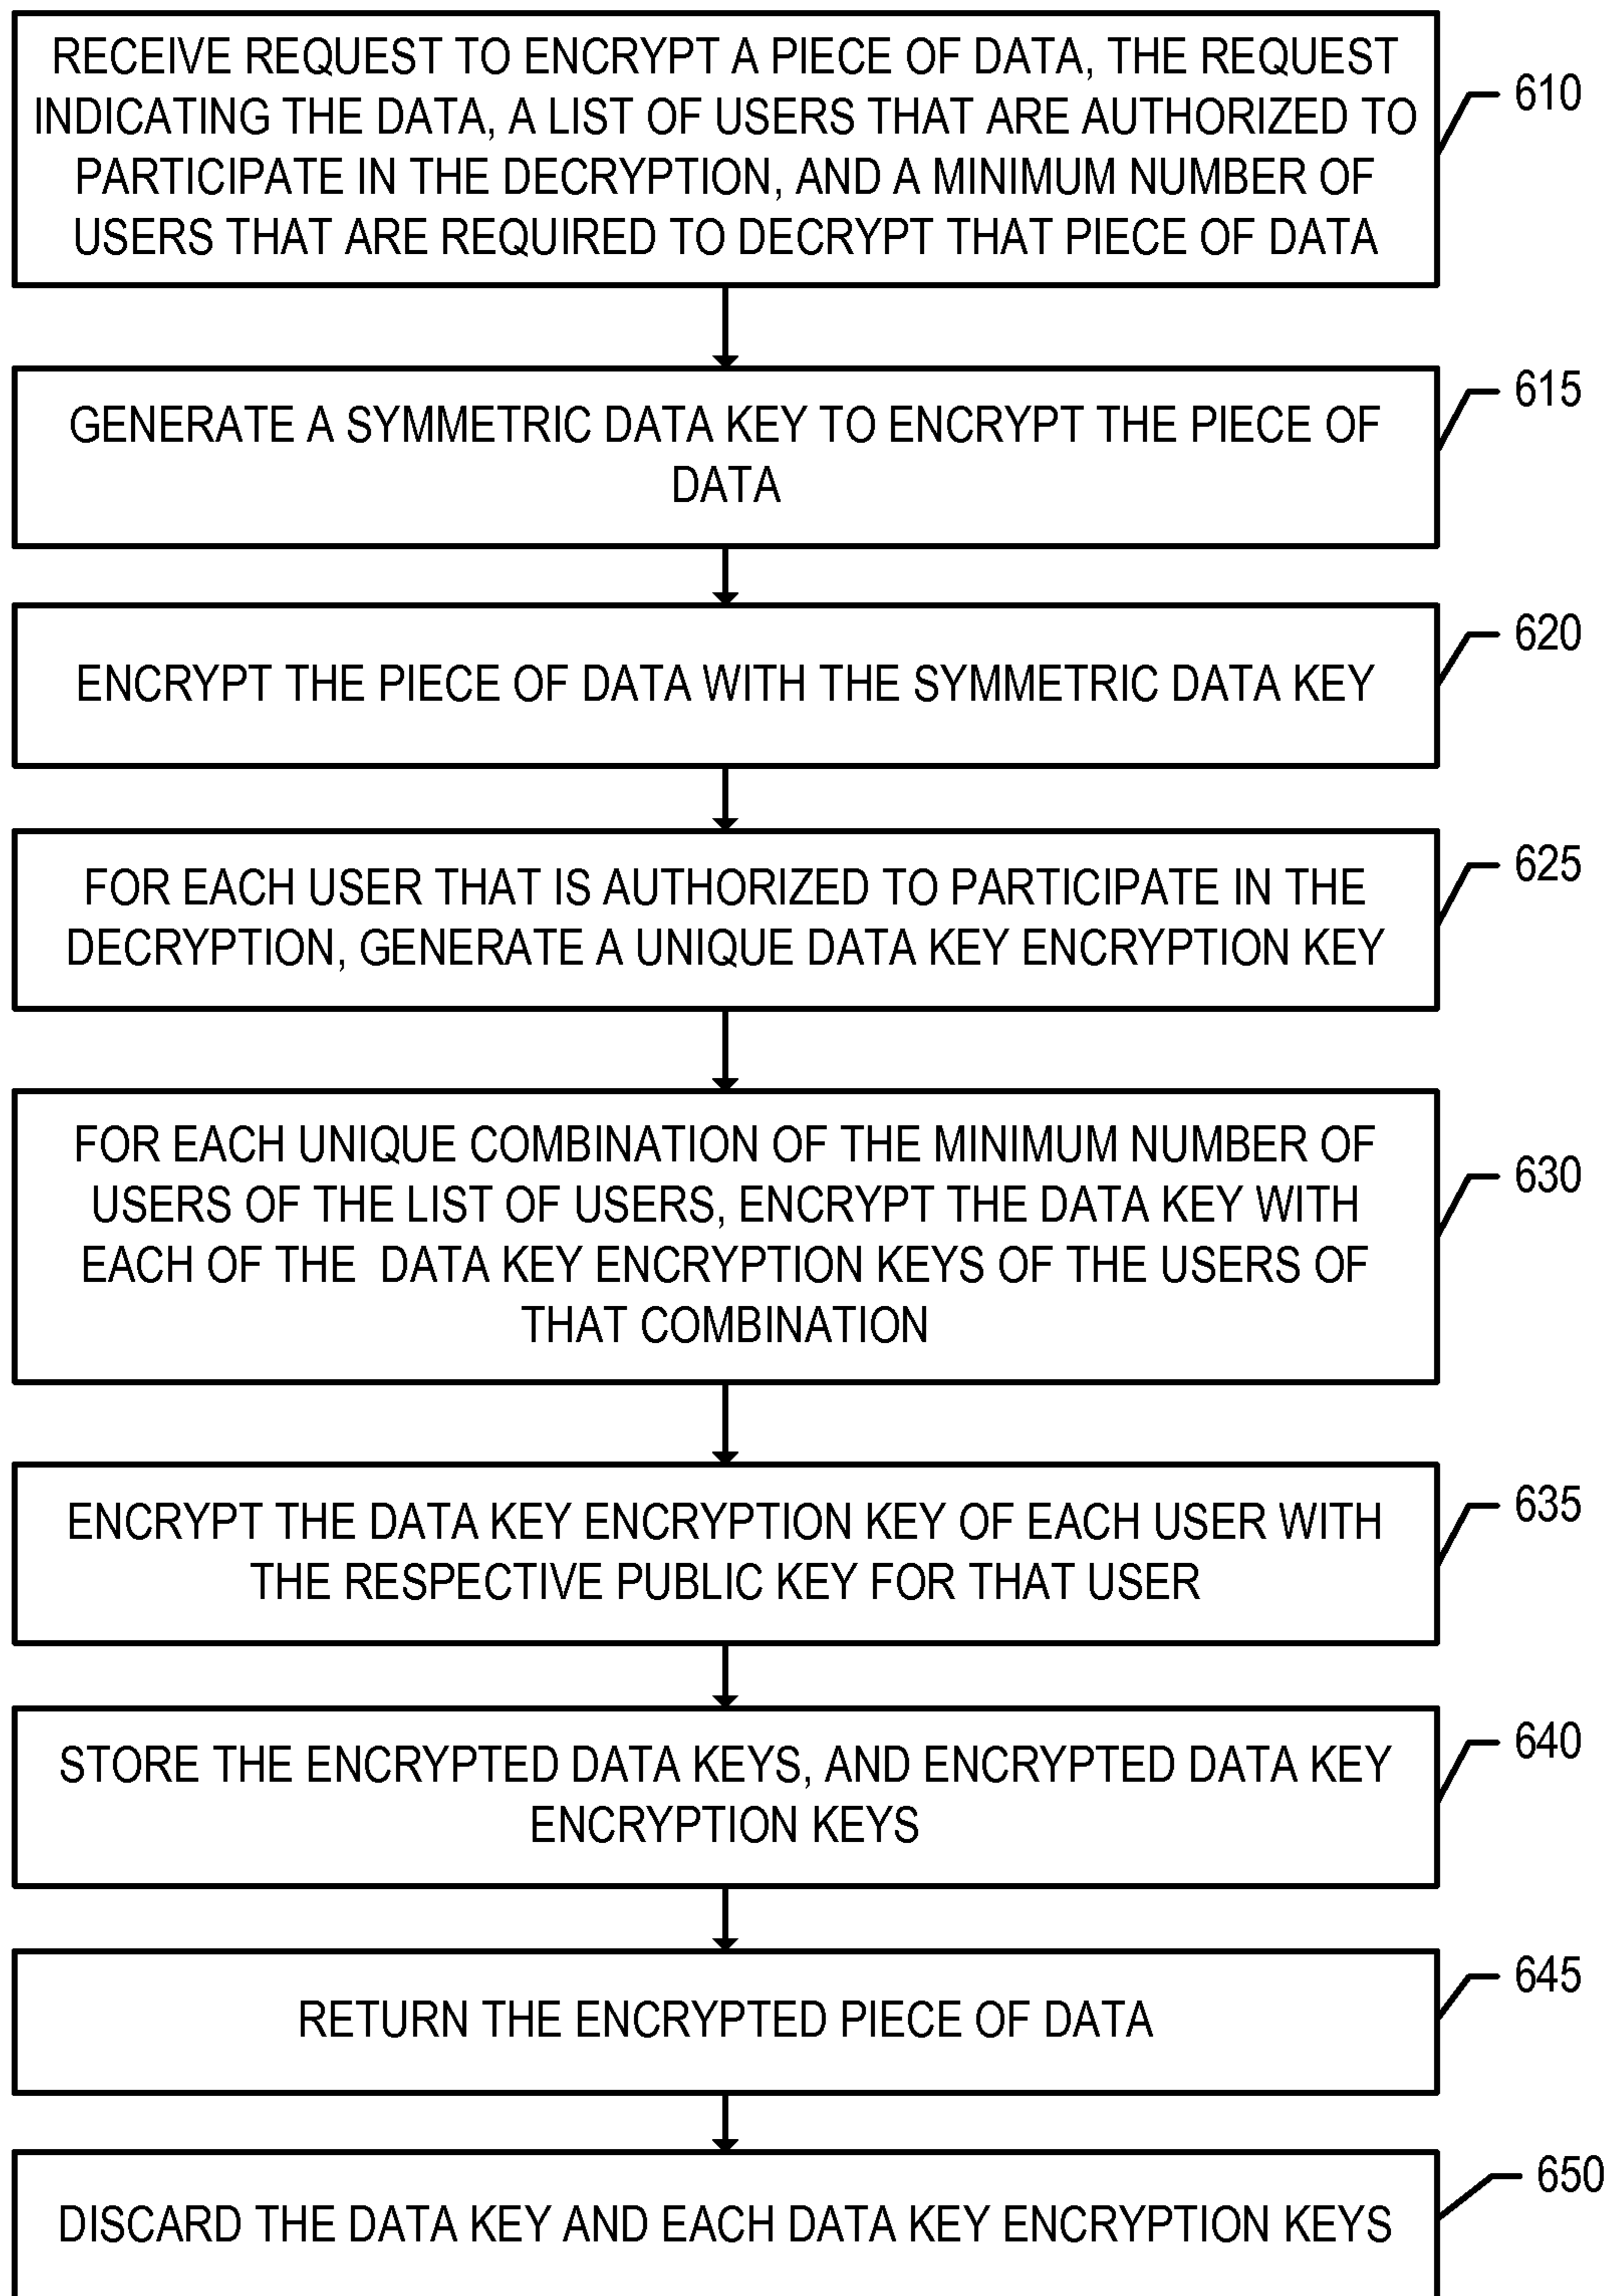 RECEIVE REQUEST TO ENCRYPT A PIECE OF DATA, THE REQUEST
INDICATING THE DATA, A LIST OF USERS THAT ARE AUTHORIZED TO
PARTICIPATE IN THE DECRYPTION, AND A MINIMUM NUMBER OF
USERS THAT ARE REQUIRED TO DECRYPT THAT PIECE OF DATA
610
GENERATE A SYMMETRIC DATA KEY TO ENCRYPT THE PIECE OF
DATA
615
ENCRYPT THE PIECE OF DATA WITH THE SYMMETRIC DATA KEY
620
FOR EACH USER THAT IS AUTHORIZED TO PARTICIPATE IN THE
DECRYPTION, GENERATE A UNIQUE DATA KEY ENCRYPTION KEY
625
FOR EACH UNIQUE COMBINATION OF THE MINIMUM NUMBER OF
USERS OF THE LIST OF USERS, ENCRYPT THE DATA KEY WITH
EACH OF THE DATA KEY ENCRYPTION KEYS OF THE USERS OF
THAT COMBINATION
630
ENCRYPT THE DATA KEY ENCRYPTION KEY OF EACH USER WITH
THE RESPECTIVE PUBLIC KEY FOR THAT USER
635
STORE THE ENCRYPTED DATA KEYS, AND ENCRYPTED DATA KEY
ENCRYPTION KEYS
640
RETURN THE ENCRYPTED PIECE OF DATA
645
DISCARD THE DATA KEY AND EACH DATA KEY ENCRYPTION KEYS
650